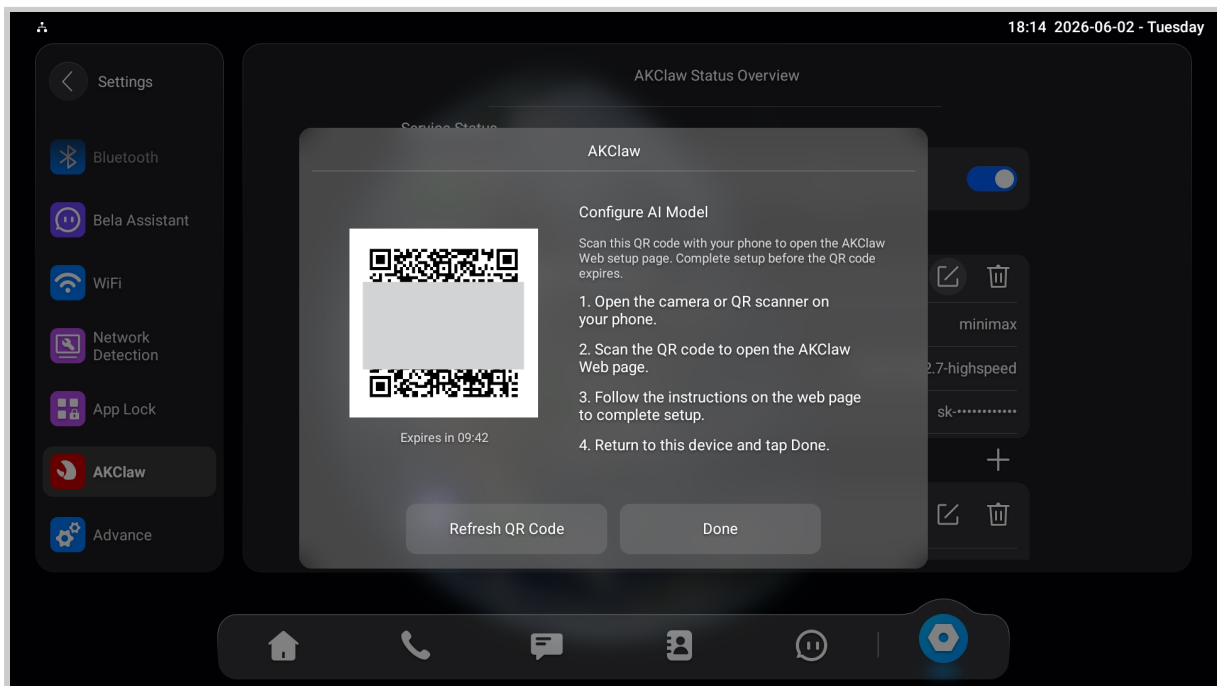 18:14 2026-06-02 - Tuesday
Settings
Bluetooth
Bela Assistant
WiFi
Network
Detection
App Lock
AKClaw
Advance
AKClaw Status Overview
Service Status
minimax
2.7-highspeed
sk-••••••••••••
AKClaw
Expires in 09:42
Configure AI Model
Scan this QR code with your phone to open the AKClaw
Web setup page. Complete setup before the QR code
expires.
1. Open the camera or QR scanner on
your phone.
2. Scan the QR code to open the AKClaw
Web page.
3. Follow the instructions on the web page
to complete setup.
4. Return to this device and tap Done.
Refresh QR Code
Done